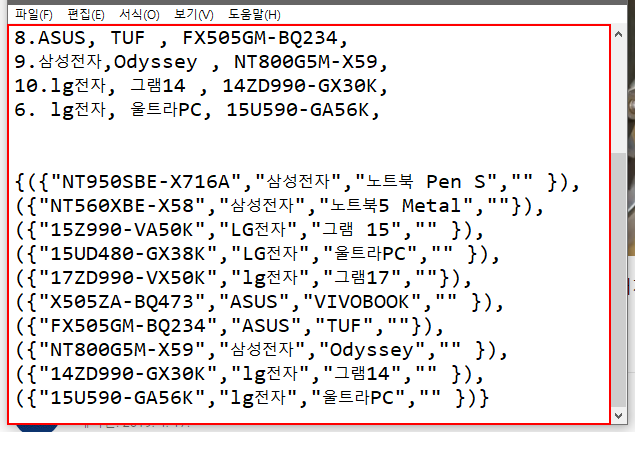 파일(F) 편집(E) 서식(O) 보기(V) 도움말(H)
8.ASUS, TUF , FX505GM-BQ234,
9.삼성전자,Odyssey , NT800G5M-X59,
10.lg전자, 그램14 , 14ZD990-GX30K,
6. lg전자, 울트라PC, 15U590-GA56K,
{({"NT950SBE-X716A","삼성전자","노트북 Pen S","" }),
({"NT560XBE-X58","삼성전자","노트북5 Metal",""}),
({"15Z990-VA50K","LG전자","그램 15","" }),
({"15UD480-GX38K","LG전자","울트라PC","" }),
({"17ZD990-VX50K","lg전자","그램17",""}),
({"X505ZA-BQ473","ASUS","VIVOBOOK","" }),
({"FX505GM-BQ234","ASUS","TUF",""}),
({"NT800G5M-X59","삼성전자","Odyssey","" }),
({"14ZD990-GX30K","lg전자","그램14","" }),
({"15U590-GA56K","lg전자","울트라PC","" })}